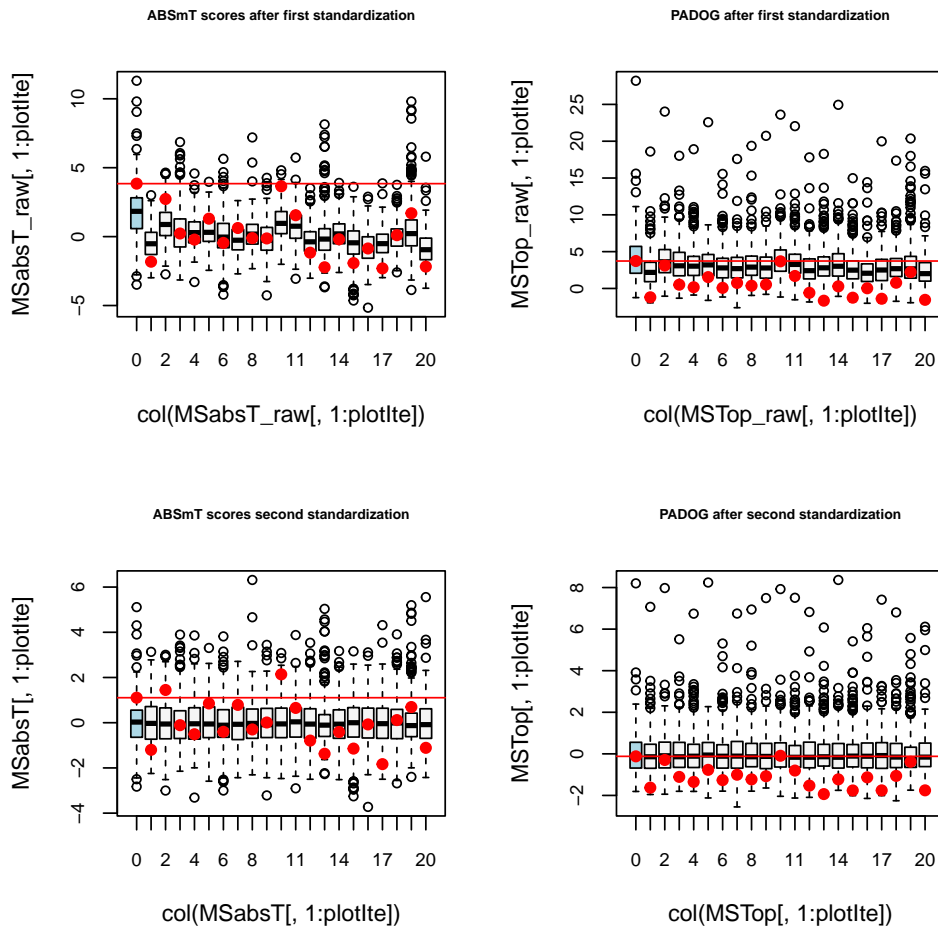 ABSmT scores after first standardization
MSabsT_raw[, 1:plotIte]
10
5
0
−5
0 2 4 6 8 11 14 17 20
col(MSabsT_raw[, 1:plotIte])
PADOG after first standardization
MSTop_raw[, 1:plotIte]
25
20
15
10
5
0
0 2 4 6 8 11 14 17 20
col(MSTop_raw[, 1:plotIte])
ABSmT scores second standardization
MSabsT[, 1:plotIte]
6
4
2
0
−2
−4
0 2 4 6 8 11 14 17 20
col(MSabsT[, 1:plotIte])
PADOG after second standardization
MSTop[, 1:plotIte]
8
6
4
2
0
−2
0 2 4 6 8 11 14 17 20
col(MSTop[, 1:plotIte])